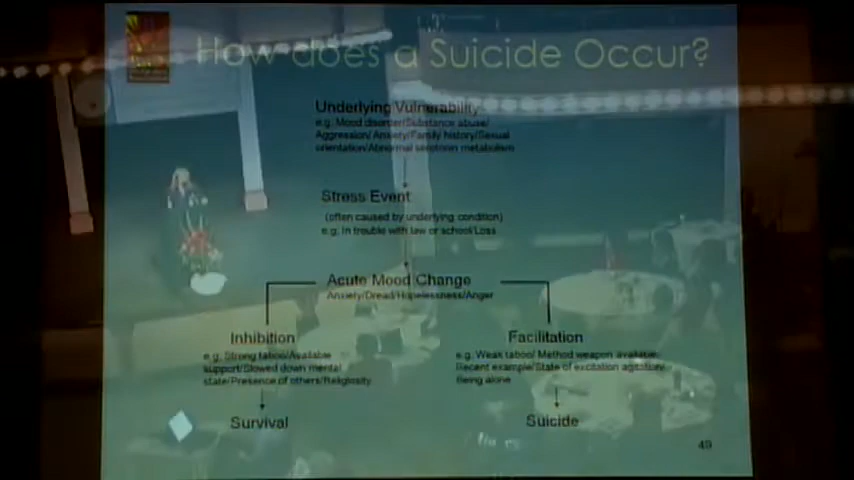 How does a Suicide Occur?
Underlying Vulnerability
e.g. Mood disorder/Substance abuse/
Aggression/ Anxiety/Family history/Sexual
orientation/Abnormal serotonin metabolism
Stress Event
(often caused by underlying condition)
e.g. In trouble with law or school/Loss
Acute Mood Change
Anxiety/Dread/Hopelessness/Anger
Inhibition
Facilitation
e.g. Strong taboo/Available
support/Slowed down mental
state/Presence of others/Religiosity
e.g. Weak taboo/ Method weapon available/
Recent example/State of excitation agitation/
Being alone
Survival
Suicide
49